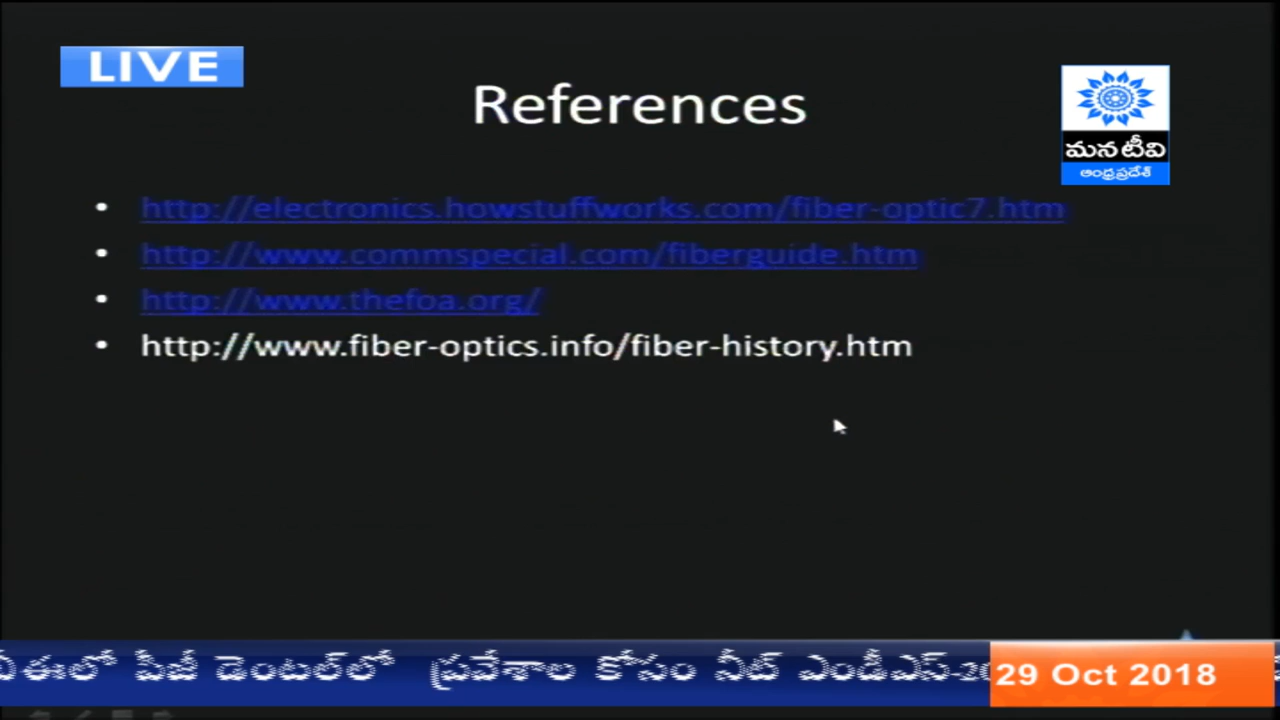 LIVE
References
మన టీవి
ఆంధ్రప్రదేశ్
• http://electronics.howstuffworks.com/fiber-optic7.htm
• http://www.commspecial.com/fiberguide.htm
• http://www.thefoa.org/
• http://www.fiber-optics.info/fiber-history.htm
పీజీ డెంటల్‌లో ప్రవేశాల కోసం నీట్ ఎండీఎస్-20
29 Oct 2018